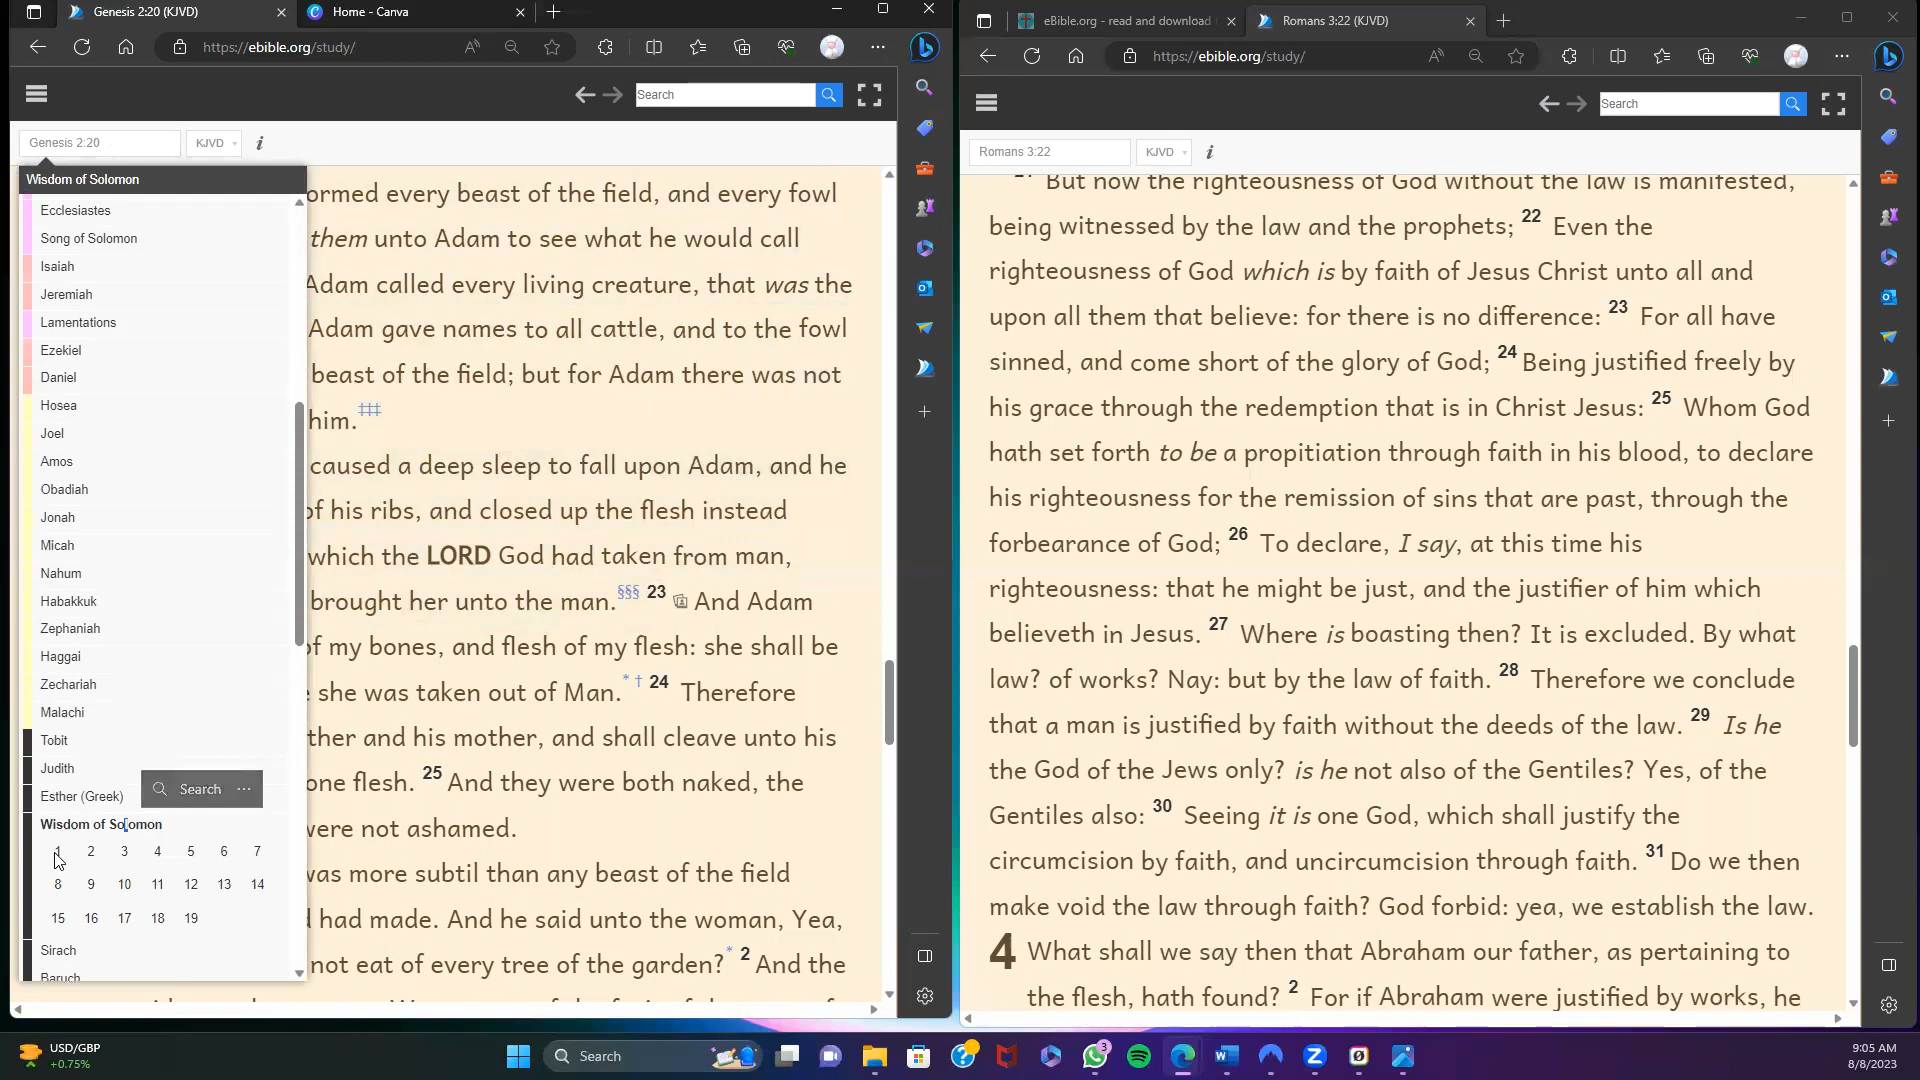 Genesis 2:20 (KJVD)
Home - Canva
https://ebible.org/study/
Search
Genesis 2:20
KJVD
i
Wisdom of Solomon
Ecclesiastes
Song of Solomon
Isaiah
Jeremiah
Lamentations
Ezekiel
Daniel
Hosea
Joel
Amos
Obadiah
Jonah
Micah
Nahum
Habakkuk
Zephaniah
Haggai
Zechariah
Malachi
Tobit
Judith
Esther (Greek)
Search
Wisdom of Solomon
1 2 3 4 5 6 7
8 9 10 11 12 13 14
15 16 17 18 19
Sirach
Baruch
ormed every beast of the field, and every fowl
them unto Adam to see what he would call
Adam called every living creature, that was the
Adam gave names to all cattle, and to the fowl
beast of the field; but for Adam there was not
him. ‡‡‡
caused a deep sleep to fall upon Adam, and he
of his ribs, and closed up the flesh instead
which the LORD God had taken from man,
brought her unto the man. §§§ 23 And Adam
of my bones, and flesh of my flesh: she shall be
she was taken out of Man. * † 24 Therefore
ther and his mother, and shall cleave unto his
one flesh. 25 And they were both naked, the
were not ashamed.
was more subtil than any beast of the field
had made. And he said unto the woman, Yea,
not eat of every tree of the garden? * 2 And the
eBible.org - read and download
Romans 3:22 (KJVD)
https://ebible.org/study/
Search
Romans 3:22
KJVD
i
21 But now the righteousness of God without the law is manifested,
being witnessed by the law and the prophets; 22 Even the
righteousness of God which is by faith of Jesus Christ unto all and
upon all them that believe: for there is no difference: 23 For all have
sinned, and come short of the glory of God; 24 Being justified freely by
his grace through the redemption that is in Christ Jesus: 25 Whom God
hath set forth to be a propitiation through faith in his blood, to declare
his righteousness for the remission of sins that are past, through the
forbearance of God; 26 To declare, I say, at this time his
righteousness: that he might be just, and the justifier of him which
believeth in Jesus. 27 Where is boasting then? It is excluded. By what
law? of works? Nay: but by the law of faith. 28 Therefore we conclude
that a man is justified by faith without the deeds of the law. 29 Is he
the God of the Jews only? is he not also of the Gentiles? Yes, of the
Gentiles also: 30 Seeing it is one God, which shall justify the
circumcision by faith, and uncircumcision through faith. 31 Do we then
make void the law through faith? God forbid: yea, we establish the law.
4 What shall we say then that Abraham our father, as pertaining to
the flesh, hath found? 2 For if Abraham were justified by works, he
USD/GBP
+0.75%
Search
3
9:05 AM
8/8/2023